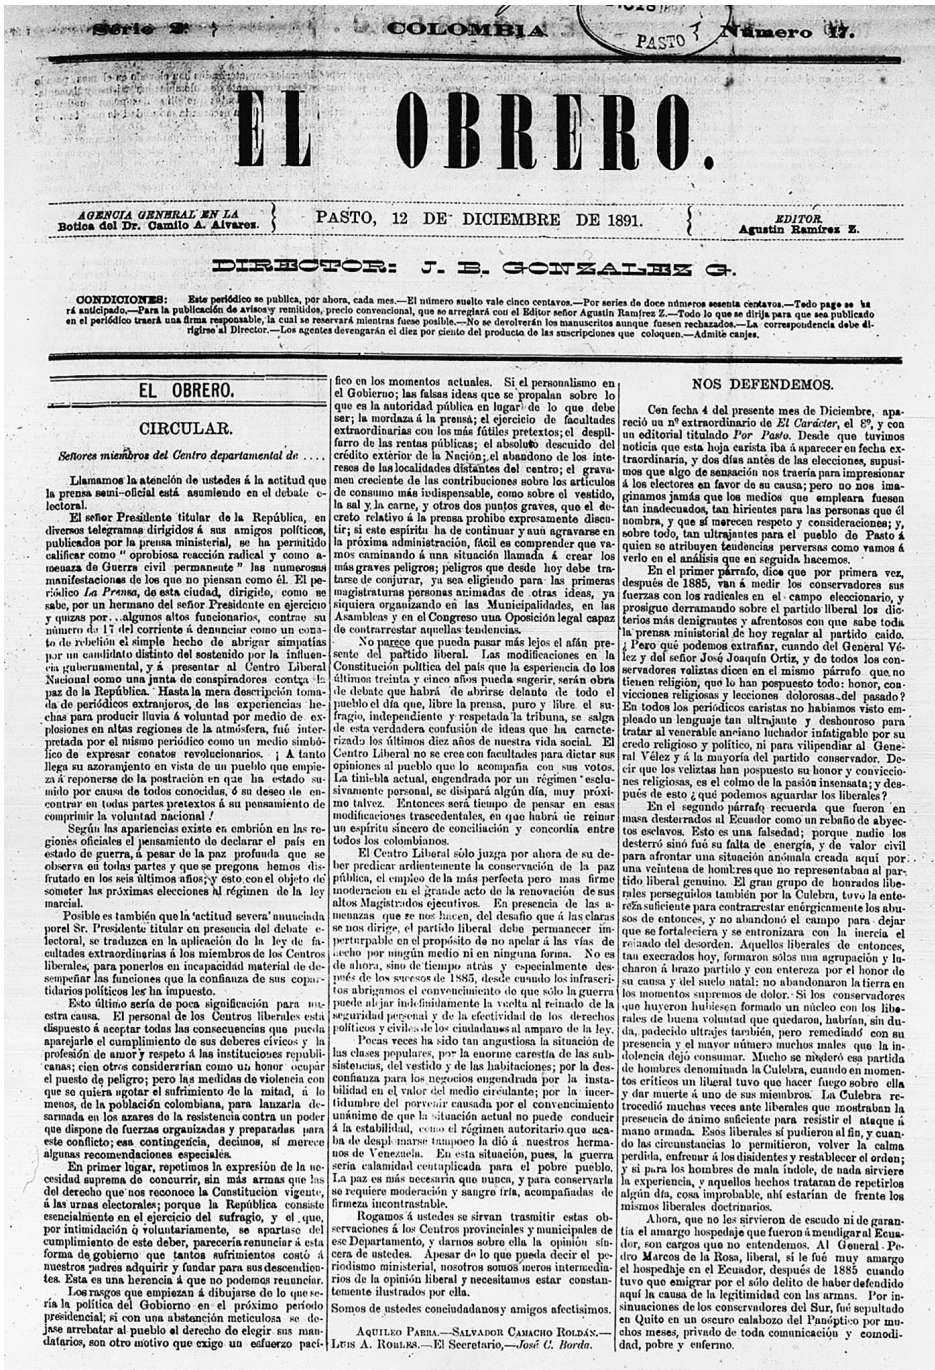 Série 2ª
COLOMBIA
Número 17.
PASTO
EL OBRERO.
AGENCIA GENERAL EN LA
Botica del Dr. Camilo A. Alvarez.
PASTO, 12 DE DICIEMBRE DE 1891.
EDITOR
Agustin Ramírez Z.
DIRECTOR: J. B. GONZALEZ G.
CONDICIONES: Este periódico se publica, por ahora, cada mes.—El número suelto vale cinco centavos.—Por series de doce números sesenta centavos.—Todo pago se ha
rá anticipado.—Para la publicación de avisos y remitidos, precio convencional, que se arreglará con el Editor señor Agustin Ramírez Z.—Todo lo que se dirija para que sea publicado
en el periódico traerá una firma responsable, la cual se reservará mientras fuese posible.—No se devolverán los manuscritos aunque fuesen rechazados.—La correspondencia debe di-
rigirse al Director.—Los agentes devengarán el diez por ciento del producto de las suscripciones que coloquen.—Admite canjes.
EL OBRERO.
CIRCULAR.
Señores miembros del Centro departamental de ....
Llamamos la atención de ustedes á la actitud que
la prensa semi-oficial está asumiendo en el debate e-
lectoral.
El señor Presidente titular de la República, en
diversos telegramas dirigidos á sus amigos políticos,
publicados por la prensa ministerial, se ha permitido
calificar como " oprobiosa reacción radical y como a-
menaza de Guerra civil permanente " las numerosas
manifestaciones de los que no piensan como él. El pe-
riódico La Prensa, de esta ciudad, dirigido, como se
sabe, por un hermano del señor Presidente en ejercicio
y quizas por...algunos altos funcionarios, contrae su
número de 17 del corriente á denunciar como un cona-
to de rebelión el simple hecho de abrigar simpatías
por un candidato distinto del sostenido por la influen-
cia gubernamental, y á presentar al Centro Liberal
Nacional como una junta de conspiradores contra la
paz de la República. Hasta la mera descripción toma-
da de periódicos extranjeros, de las experiencias he-
chas para producir lluvia á voluntad por medio de ex-
plosiones en altas regiones de la atmósfera, fué inter-
pretada por el mismo periódico como un medio simbó-
lico de expresar conatos revolucionarios. ¡ A tanto
llega su azoramiento en vista de un pueblo que empie-
za á reponerse de la postración en que ha estado su-
mido por causa de todos conocidas, ó su deseo de en-
contrar en todas partes pretextos á su pensamiento de
comprimir la voluntad nacional !
Según las apariencias existe en embrión en las re-
giones oficiales el pensamiento de declarar el país en
estado de guerra, á pesar de la paz profunda que se
observa en todas partes y que se pregona hemos dis-
frutado en los seis últimos años; y esto con el objeto de
someter las próximas elecciones al régimen de la ley
marcial.
Posible es también que la 'actitud severa' anunciada
por el Sr. Presidente titular en presencia del debate e-
lectoral, se traduzca en la aplicación de la ley de fa-
cultades extraordinarias á los miembros de los Centros
liberales, para ponerlos en incapacidad material de de-
sempeñar las funciones que la confianza de sus copar-
tidarios políticos les ha impuesto.
Esto último sería de poca significación para nu-
estra causa. El personal de los Centros liberales está
dispuesto á aceptar todas las consecuencias que pueda
aparejarle el cumplimiento de sus deberes cívicos y la
profesión de amor y respeto á las instituciones republi-
canas; cien otros considerarían como un honor ocupar
el puesto de peligro; pero las medidas de violencia con
que se quiera agotar el sufrimiento de la mitad, á lo
menos, de la población colombiana, para lanzarla de-
sarmada en los azares de la resistencia contra un poder
que dispone de fuerzas organizadas y preparadas para
este conflicto; esa contingencia, decimos, sí merece
algunas recomendaciones especiales.
En primer lugar, repetimos la expresión de la ne-
cesidad suprema de concurrir, sin más armas que las
del derecho que nos reconoce la Constitución vigente,
á las urnas electorales; porque la República consiste
esencialmente en el ejercicio del sufragio, y el que,
por intimidación ó voluntariamente, se apartase del
cumplimiento de este deber, parecería renunciar á esta
forma de gobierno que tantos sufrimientos costó á
nuestros padres adquirir y fundar para sus descendien-
tes. Esta es una herencia á que no podemos renunciar.
Los rasgos que empiezan á dibujarse de lo que se-
ría la política del Gobierno en el próximo período
presidencial; si con una abstención meticulosa se de-
jase arrebatar al pueblo el derecho de elegir sus man-
datarios, son otro motivo que exige un esfuerzo pací-
fico en los momentos actuales. Si el personalismo en
el Gobierno; las falsas ideas que se propalan sobre lo
que es la autoridad pública en lugar de lo que debe
ser; la mordaza á la prensa; el ejercicio de facultades
extraordinarias con los más fútiles pretextos; el despil-
farro de las rentas públicas; el absoluto descuido del
crédito exterior de la Nación; el abandono de los inte-
reses de las localidades distantes del centro; el grava-
men creciente de las contribuciones sobre los artículos
de consumo más indispensable, como sobre el vestido,
la sal y la carne, y otros dos puntos graves, que el de-
creto relativo á la prensa prohibe expresamente discu-
tir; si este espíritu ha de continuar y aun agravarse en
la próxima administración, fácil es comprender que va-
mos caminando á una situación llamada á crear los
más graves peligros; peligros que desde hoy debe tra-
tarse de conjurar, ya sea eligiendo para las primeras
magistraturas personas animadas de otras ideas, ya
siquiera organizando en las Municipalidades, en las
Asambleas y en el Congreso una Oposición legal capaz
de contrarrestar aquellas tendencias.
No parece que pueda pasar más lejos el afán pre-
sente del partido liberal. Las modificaciones en la
Constitución política del país que la experiencia de los
últimos treinta y cinco años pueda sugerir, serán obra
de debate que habrá de abrirse delante de todo el
pueblo el día que, libre la prensa, puro y libre el su-
fragio, independiente y respetada la tribuna, se salga
de esta verdadera confusión de ideas que ha caracte-
rizado los últimos diez años de nuestra vida social. El
Centro Liberal no se cree con facultades para dictar sus
opiniones al pueblo que lo acompaña con sus votos.
La tiniebla actual, engendrada por un régimen exclu-
sivamente personal, se disipará algún día, muy próxi-
mo talvez. Entonces será tiempo de pensar en esas
modificaciones trascedentales, en que habrá de reinar
un espíritu sincero de conciliación y concordia entre
todos los colombianos.
El Centro Liberal sólo juzga por ahora de su de-
ber predicar ardientemente la conservación de la paz
pública, el empleo de la más perfecta pero mas firme
moderación en el grande acto de la renovación de sus
altos Magistrados ejecutivos. En presencia de las a-
menazas que se nos hacen, del desafío que á las claras
se nos dirige, el partido liberal debe permanecer im-
perturbable en el propósito de no apelar á las vías de
hecho por ningún medio ni en ninguna forma. No es
de ahora, sino de tiempo atrás y especialmente des-
pués de los sucesos de 1885, desde cuando los infrascri-
tos abrigamos el convencimiento de que sólo la guerra
puede alejar indefinidamente la vuelta al reinado de la
seguridad personal y de la efectividad de los derechos
políticos y civiles de los ciudadanos al amparo de la ley.
Pocas veces ha sido tan angustiosa la situación de
las clases populares, por la enorme carestía de las sub-
sistencias, del vestido y de las habitaciones; por la des-
confianza para los negocios engendrada por la insta-
bilidad en el valor del medio circulante; por la incer-
tidumbre del porvenir causada por el convencimiento
unánime de que la situación actual no puede conducir
á la estabilidad, como el régimen autoritario que aca-
ba de desplomarse tampoco la dió á nuestros herma-
nos de Venezuela. En esta situación, pues, la guerra
sería calamidad centuplicada para el pobre pueblo.
La paz es más necesaria que nunca, y para conservarla
se requiere moderación y sangre fría, acompañadas de
firmeza incontrastable.
Rogamos á ustedes se sirvan trasmitir estas ob-
servaciones á los Centros provinciales y municipales de
ese Departamento, y darnos sobre ella la opinión sin-
cera de ustedes. Apesar de lo que pueda decir el pe-
riodismo ministerial, nosotros somos meros intermedia-
rios de la opinión liberal y necesitamos estar constan-
temente ilustrados por ella.
Somos de ustedes conciudadanos y amigos afectisimos.
AQUILEO PARRA.—SALVADOR CAMACHO ROLDÁN.—
LUIS A. ROBLES.—El Secretario,—José C. Borda.
NOS DEFENDEMOS.
Con fecha 4 del presente mes de Diciembre, apa-
reció un nº extraordinario de El Carácter, el 8º, y con
un editorial titulado Por Pasto. Desde que tuvimos
noticia que esta hoja carista iba á aparecer en fecha ex-
traordinaria, y dos días antes de las elecciones, supusi-
mos que algo de sensación nos traería para impresionar
á los electores en favor de su causa; pero no nos ima-
ginamos jamás que los medios que empleara fuesen
tan inadecuados, tan hirientes para las personas que él
nombra, y que sí merecen respeto y consideraciones; y,
sobre todo, tan ultrajantes para el pueblo de Pasto á
quien se atribuyen tendencias perversas como vamos á
verlo en el análisis que en seguida hacemos.
En el primer párrafo, dice que por primera vez,
después de 1885, van á medir los conservadores sus
fuerzas con los radicales en el campo eleccionario, y
prosigue derramando sobre el partido liberal los dic-
terios más denigrantes y afrentosos con que sabe toda
la prensa ministerial de hoy regalar al partido caído.
¿ Pero qué podemos extrañar, cuando del General Vé-
lez y del señor José Joaquín Ortiz, y de todos los con-
servadores velistas dicen en el mismo párrafo que, no
tienen religión, que lo han pospuesto todo: honor, con-
vicciones religiosas y lecciones dolorosas del pasado ?
En todos los periódicos caristas no habiamos visto em-
pleado un lenguaje tan ultrajante y deshonroso para
tratar al venerable anciano luchador infatigable por su
credo religioso y político, ni para vilipendiar al Gene-
ral Vélez y á la mayoría del partido conservador. De-
cir que los velistas han pospuesto su honor y conviccio-
nes religiosas, es el colmo de la pasión insensata; y des-
pués de esto ¿ qué podemos aguardar los liberales ?
En el segundo párrafo recuerda que fueron en
masa desterrados al Ecuador como un rebaño de abyec-
tos esclavos. Esto es una falsedad; porque nadie los
desterró sinó fué su falta de energía, y de valor civil
para afrontar una situación anómala creada aquí por
una veintena de hombres que no representaban al par-
tido liberal genuino. El gran grupo de honrados libe-
rales perseguidos también por la Culebra, tuvo la ente-
reza suficiente para contrarrestar enérgicamente los abu-
sos de entonces, y no abandonó el campo para dejar
que se fortaleciera y se entronizara con la inercia el
reinado del desorden. Aquellos liberales de entonces,
tan execrados hoy, formaron sólos una agrupación y lu-
charon á brazo partido y con entereza por el honor de
su causa y del suelo natal: no abandonaron la tierra en
los momentos supremos de dolor. Si los conservadores
que huyeron hubiesen formado un núcleo con los libe-
rales de buena voluntad que quedaron, habrían, sin du-
da, padecido ultrajes también, pero remediado con su
presencia y el mayor número muchos males que la in-
dolencia dejó consumar. Mucho se moderó esa partida
de hombres denominada la Culebra, cuando en momen-
tos críticos un liberal tuvo que hacer fuego sobre ella
y dar muerte á uno de sus miembros. La Culebra re-
trocedió muchas veces ante liberales que mostraban la
presencia de ánimo suficiente para resistir el ataque á
mano armada. Esos liberales sí pudieron al fin, y cuan-
do las circunstancias lo permitieron, volver la calma
perdida, enfrenar á los disidentes y restablecer el orden;
y si para los hombres de mala índole, de nada sirviere
la experiencia, y aquellos hechos trataran de repetirlos
algún día, cosa improbable, ahí estarían de frente los
mismos liberales doctrinarios.
Ahora, que no les sirvieron de escudo ni de garan-
tía el amargo hospedaje que fueron á mendigar al Ecua-
dor, son cargos que no entendemos. Al General Pe-
dro Marcos de la Rosa, liberal, si le fué muy amargo
el hospedaje en el Ecuador, después de 1885 cuando
tuvo que emigrar por el sólo delito de haber defendido
aquí la causa de la legitimidad con las armas. Por in-
sinuaciones de los conservadores del Sur, fué sepultado
en Quito en un oscuro calabozo del Panóptico por mu-
chos meses, privado de toda comunicación y comodi-
dad, pobre y enfermo.